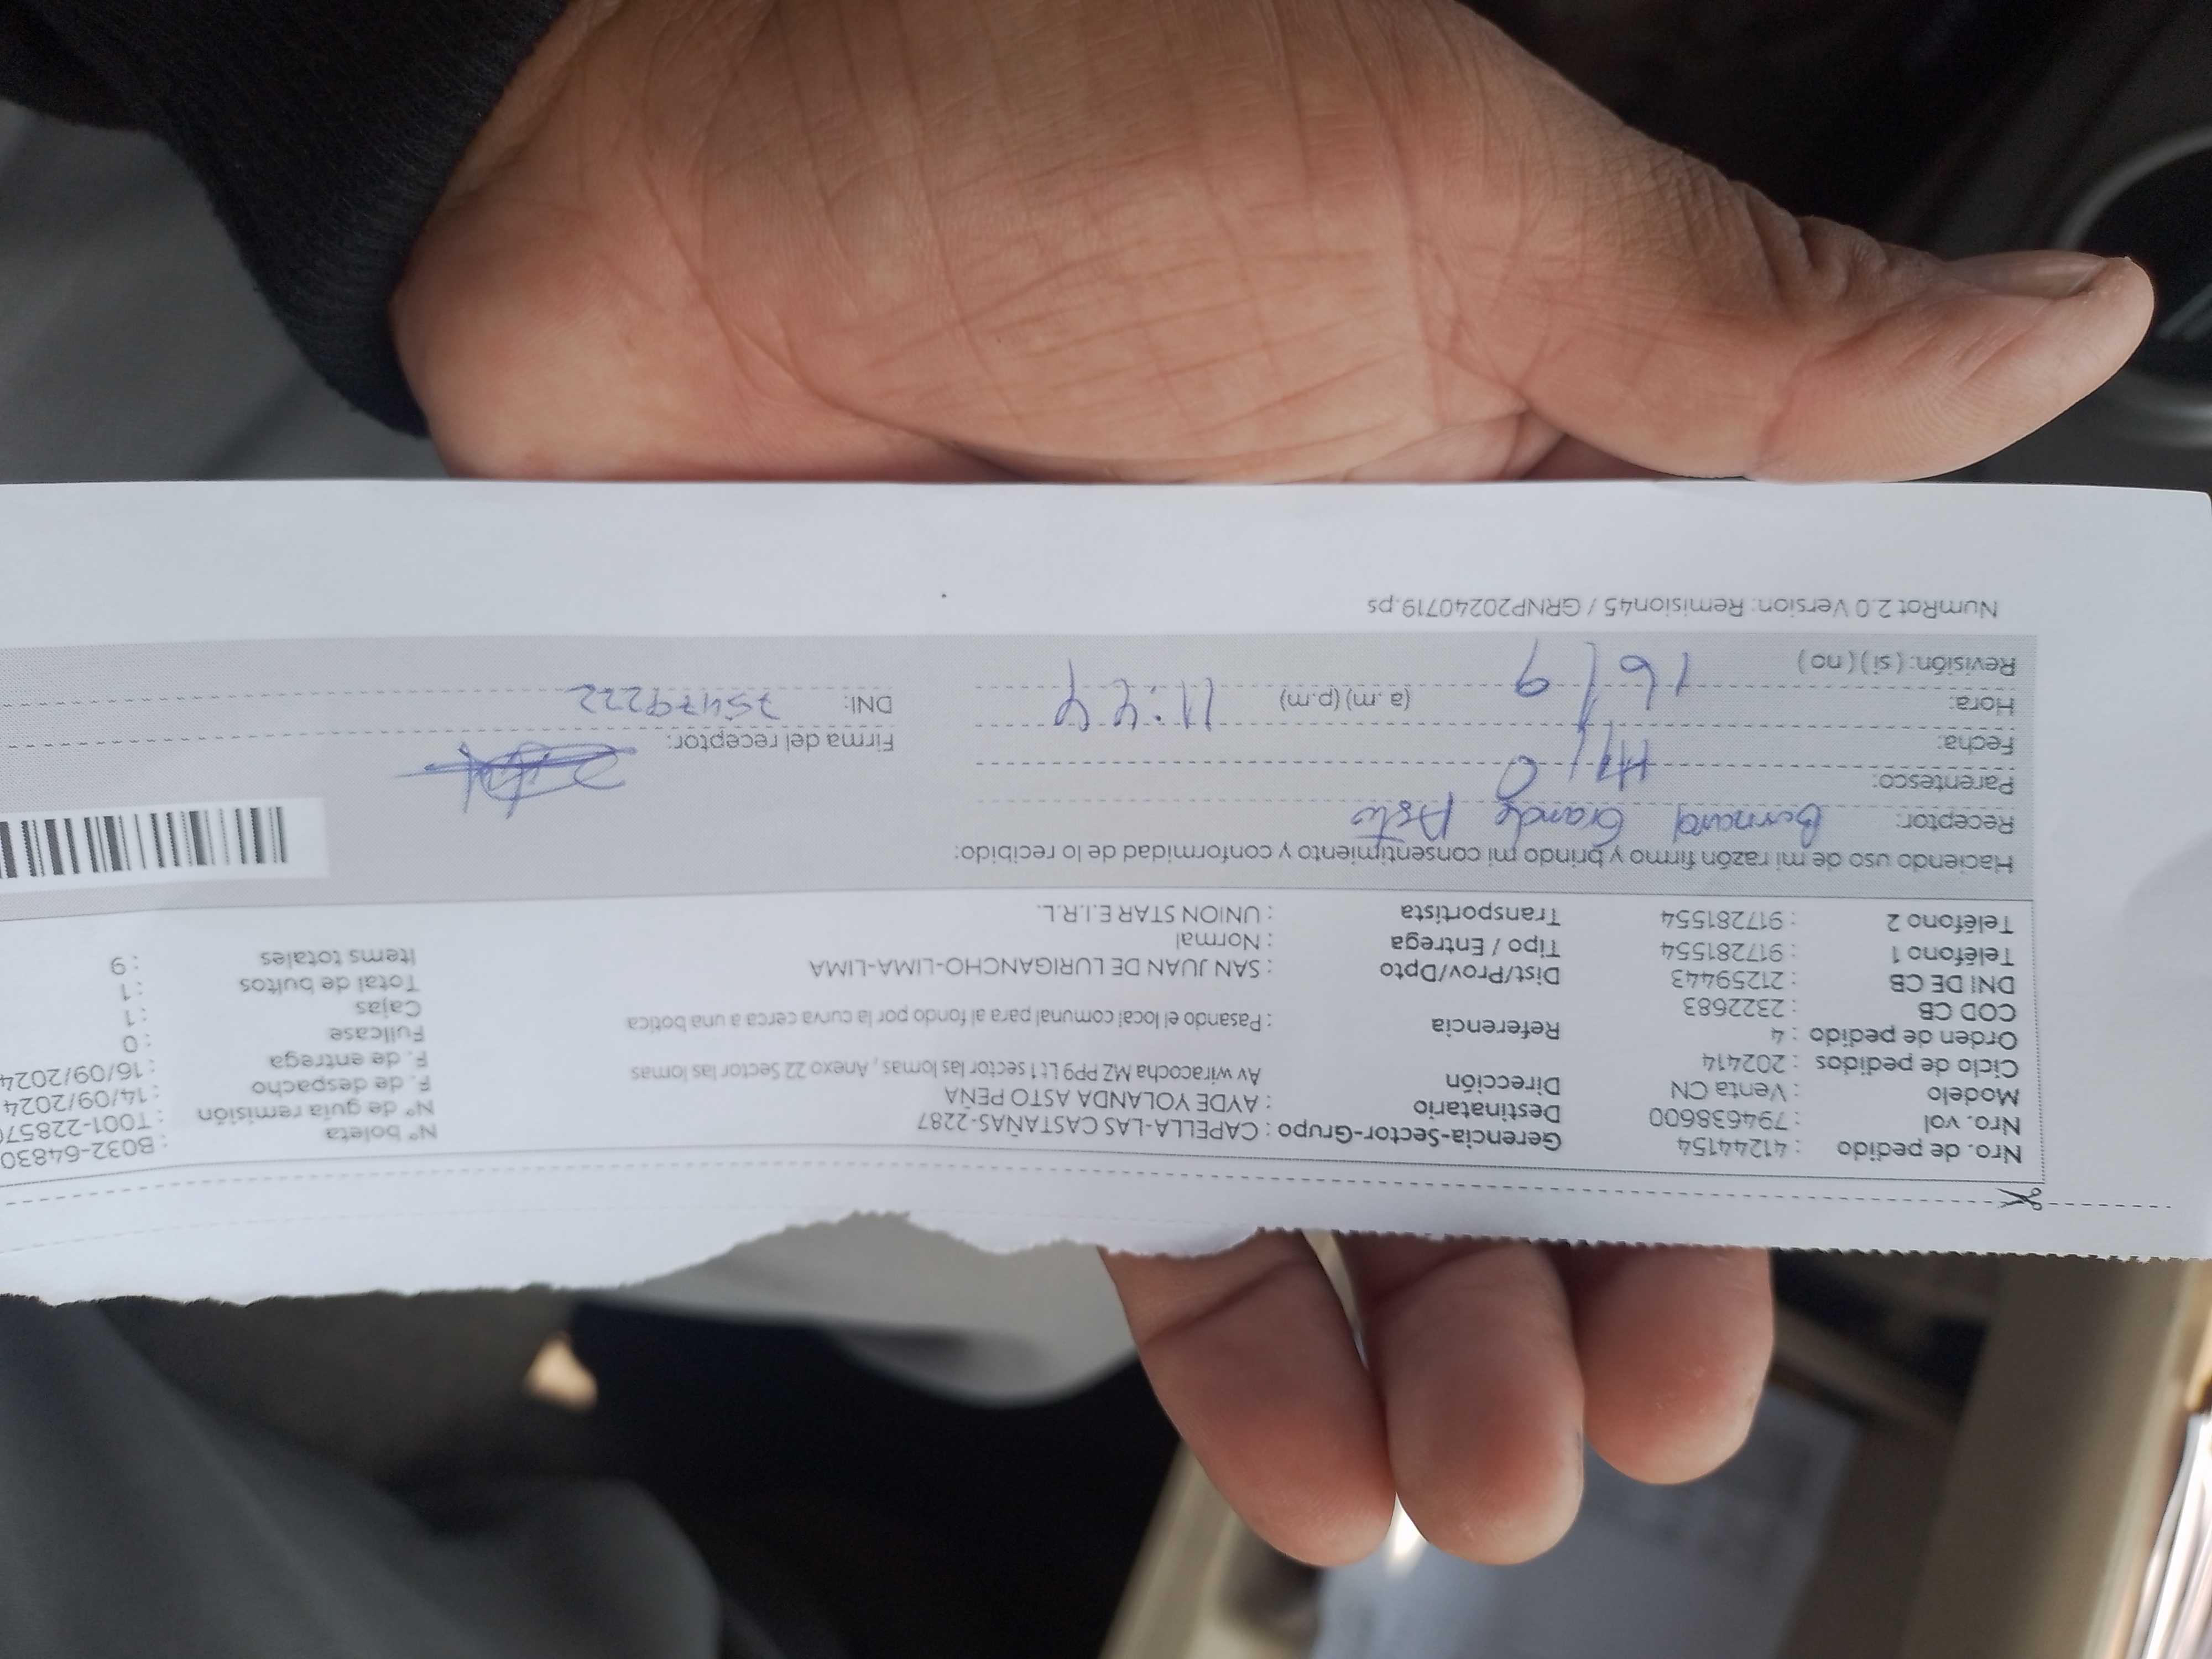 Nro. de pedido : 41244154
Nro. vol : 794638600
Modelo : Venta CN
Ciclo de pedidos : 202414
Orden de pedido : 4
COD CB : 2322683
DNI DE CB : 21259443
Teléfono 1 : 917281554
Teléfono 2 : 917281554
Gerencia-Sector-Grupo : CAPELLA-LAS CASTAÑAS-2287
Destinatario : AYDE YOLANDA ASTO PEÑA
Dirección Av wiracocha MZ PP9 Lt 1 sector las lomas, Anexo 22 Sector las lomas
Referencia : Pasando el local comunal para al fondo por la curva cerca a una botica
Dist/Prov/Dpto : SAN JUAN DE LURIGANCHO-LIMA-LIMA
Tipo / Entrega : Normal
Transportista : UNION STAR E.I.R.L.
Nº boleta : B032-64830
Nº de guía remisión : T001-22857
F. de despacho : 14/09/2024
F. de entrega : 16/09/2024
Fullcase : 0
Cajas : 1
Total de bultos : 1
Items totales : 9
Haciendo uso de mi razón firmo y brindo mi consentimiento y conformidad de lo recibido:
Receptor: Bernard Grande Asto
Parentesco: Hijo
Fecha:
Hora: 16/9 (a.m) (p.m) 11:44
Revisión: (si) (no)
Firma del receptor:
DNI: 75479222
NumRot 2.0 Version: Remision45 / GRNP20240719.ps